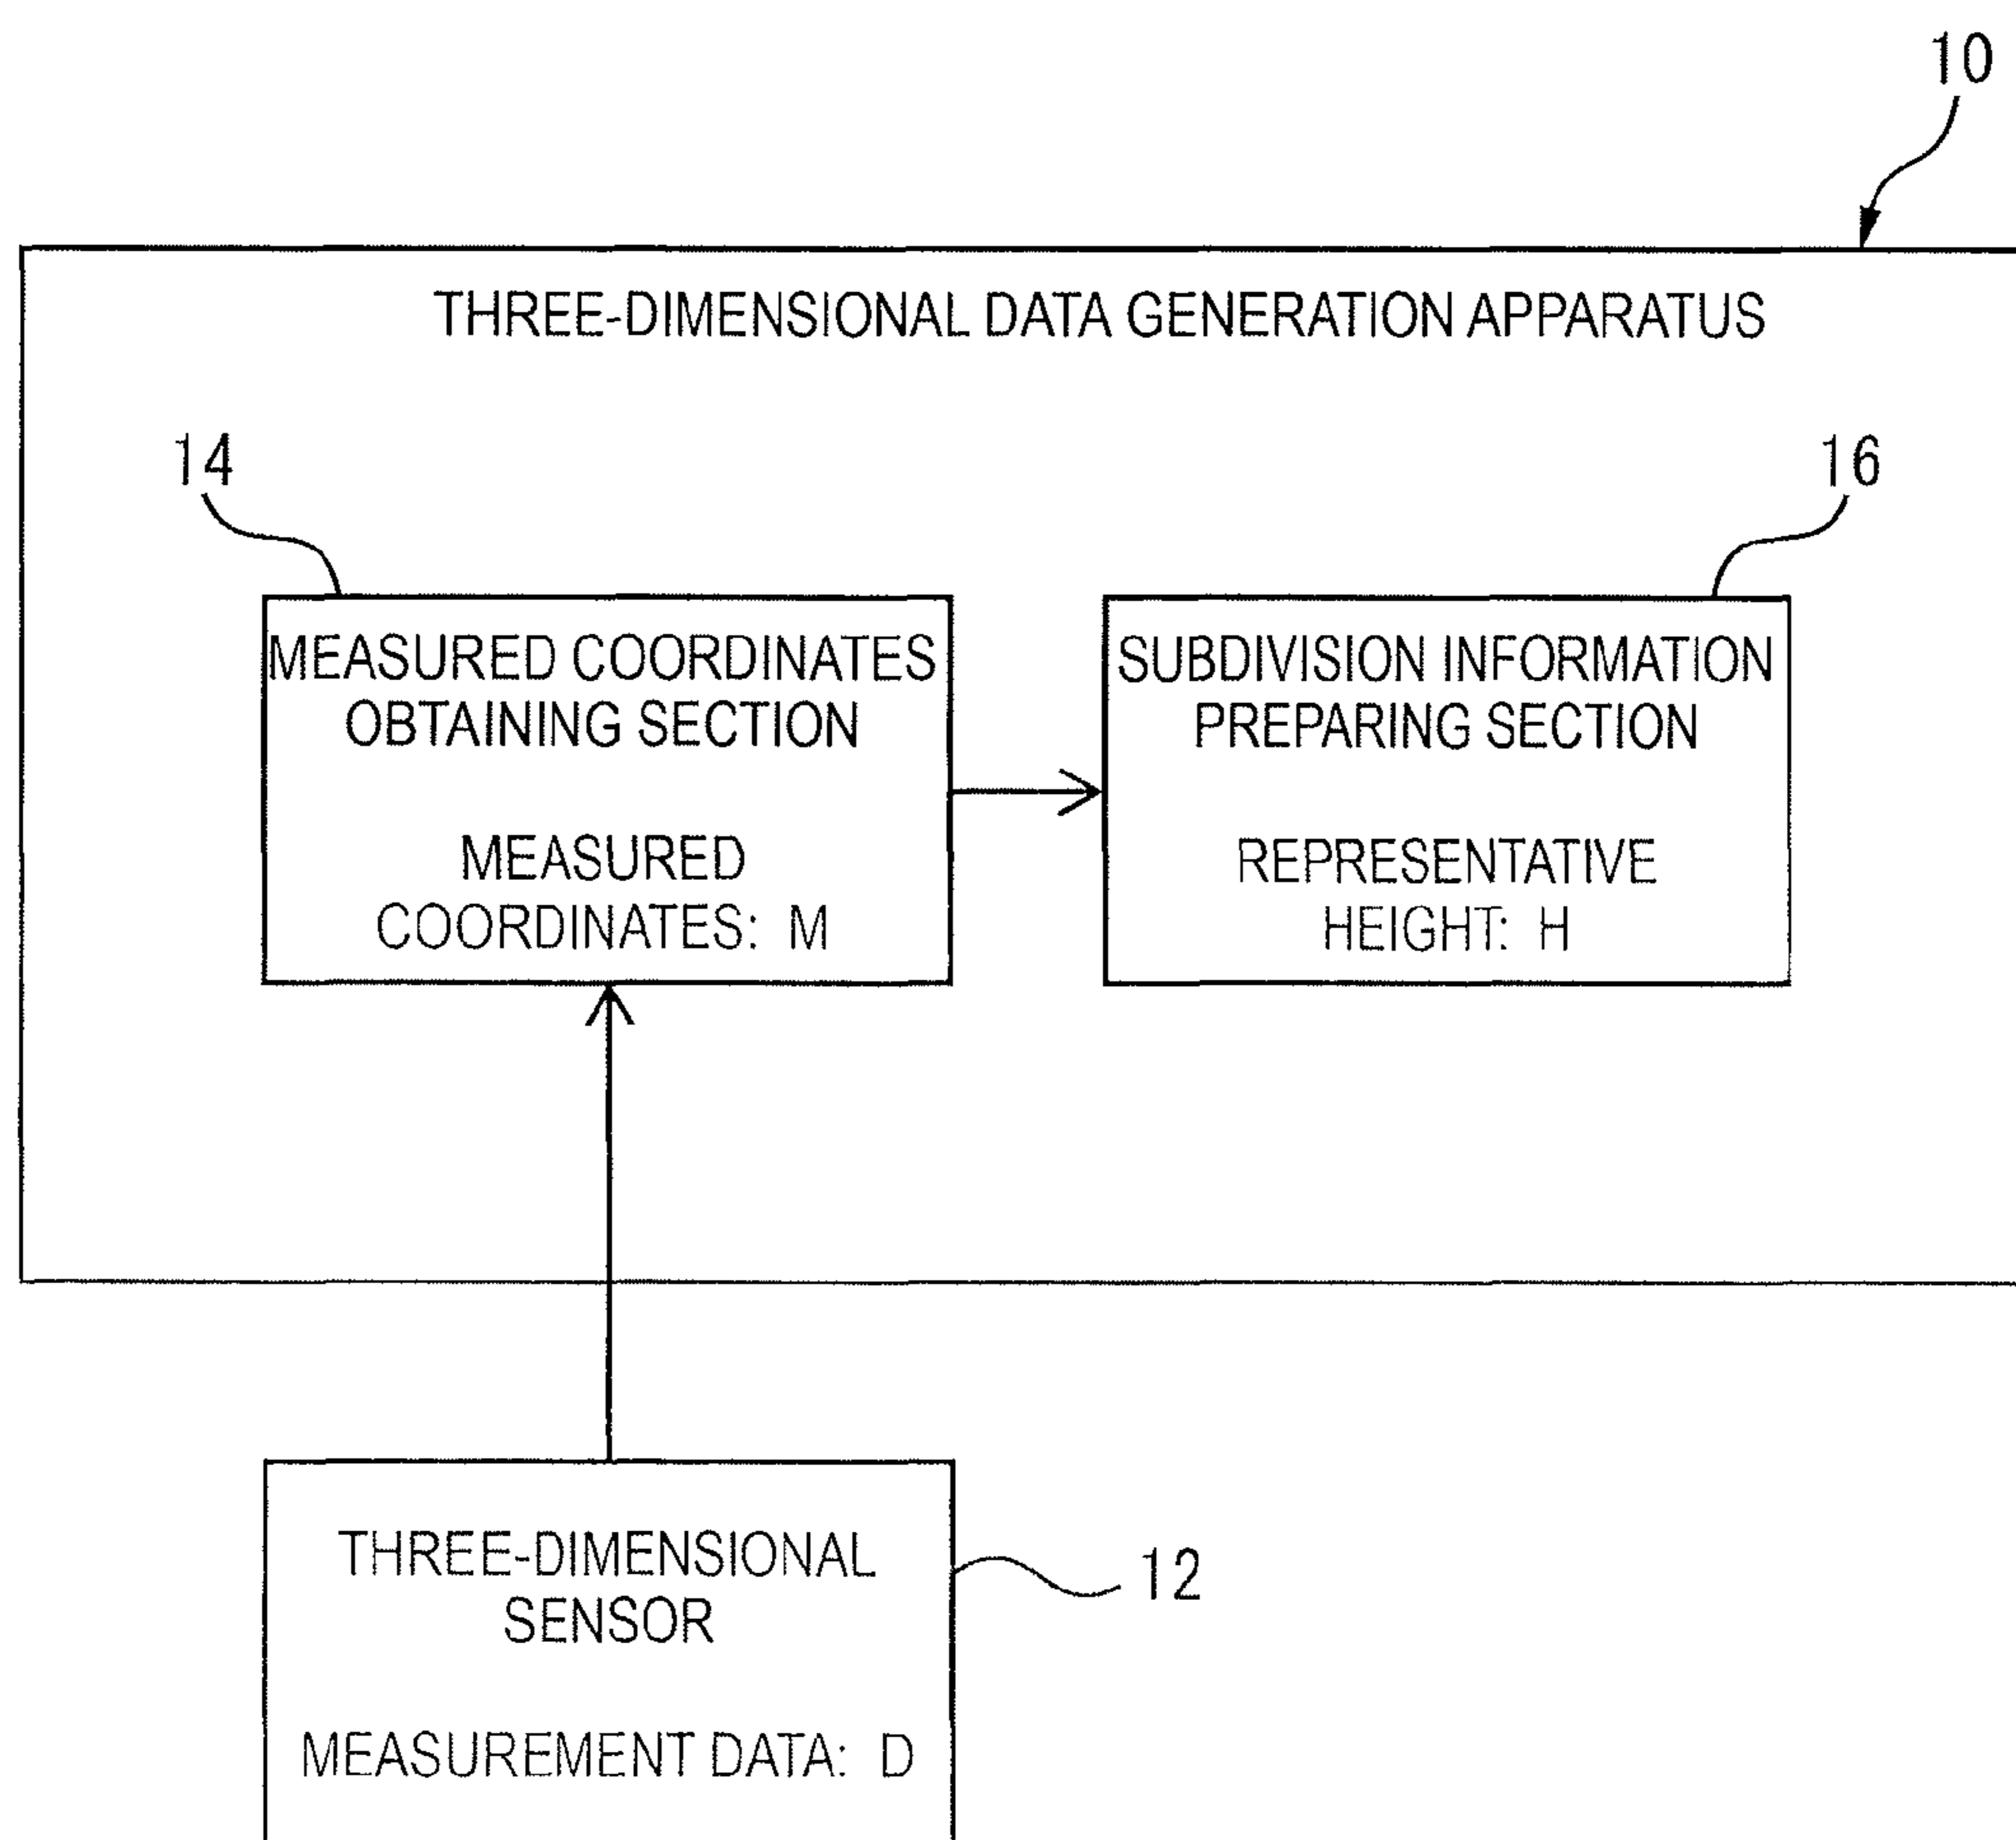 10
THREE-DIMENSIONAL DATA GENERATION APPARATUS
14
16
MEASURED COORDINATES
OBTAINING SECTION
MEASURED
COORDINATES: M
SUBDIVISION INFORMATION
PREPARING SECTION
REPRESENTATIVE
HEIGHT: H
THREE-DIMENSIONAL
SENSOR
12
MEASUREMENT DATA: D